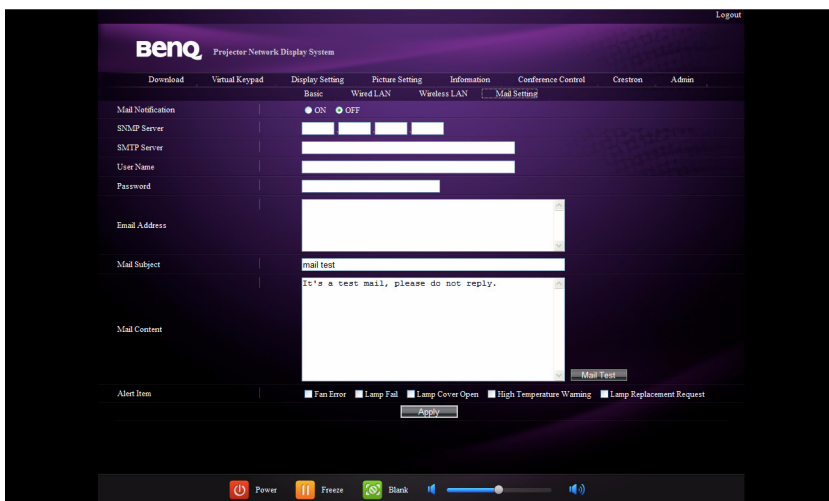 Logout
BenQ Projector Network Display System
Download Virtual Keypad Display Setting Picture Setting Information Conference Control Crestron Admin
Basic Wired LAN Wireless LAN Mail Setting
Mail Notification ON OFF
SNMP Server
SMTP Server
User Name
Password
Email Address
Mail Subject mail test
It's a test mail, please do not reply.
Mail Content
Mail Test
Alert Item Fan Error Lamp Fail Lamp Cover Open High Temperature Warning Lamp Replacement Request
Apply
Power Freeze Blank